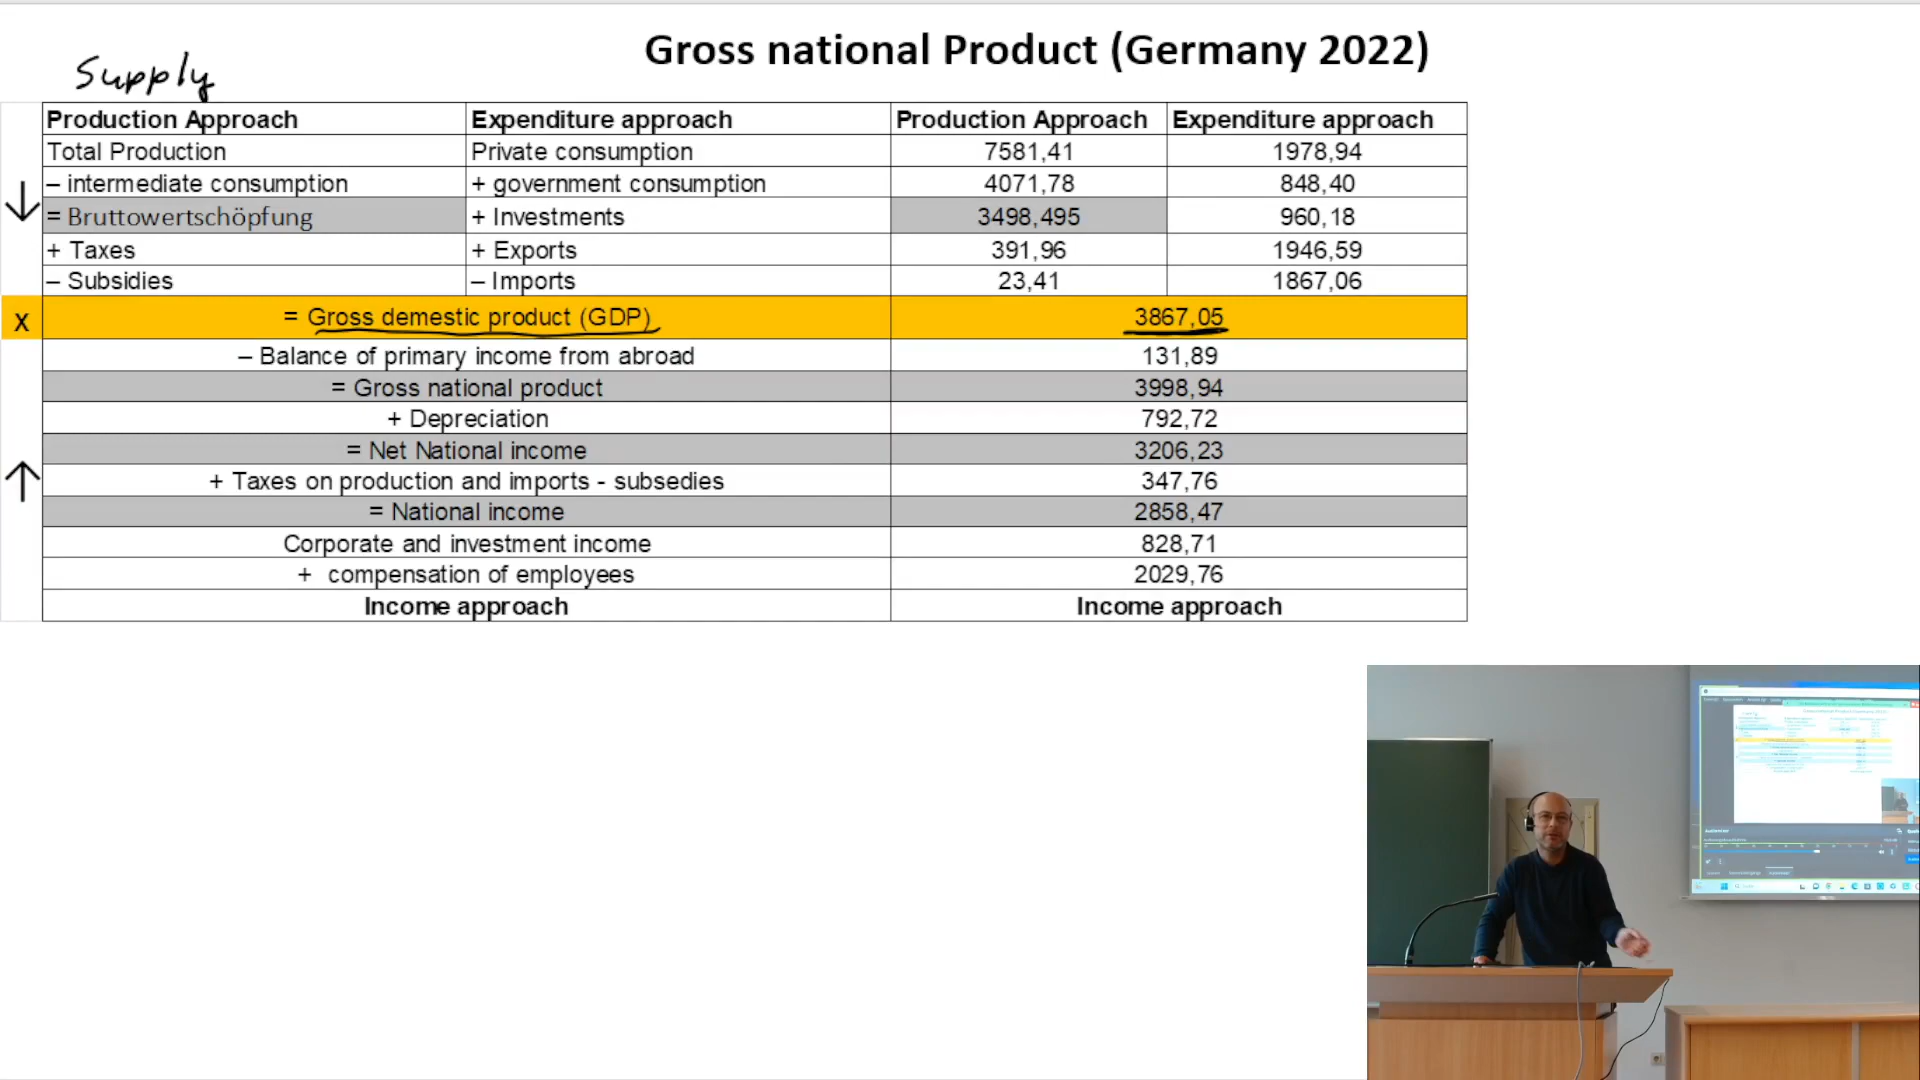 Gross national Product (Germany 2022)
Supply
Production Approach Expenditure approach Production Approach Expenditure approach
Total Production Private consumption 7581,41 1978,94
– intermediate consumption + government consumption 4071,78 848,40
= Bruttowertschöpfung + Investments 3498,495 960,18
+ Taxes + Exports 391,96 1946,59
– Subsidies – Imports 23,41 1867,06
x = Gross demestic product (GDP) 3867,05
– Balance of primary income from abroad 131,89
= Gross national product 3998,94
+ Depreciation 792,72
= Net National income 3206,23
+ Taxes on production and imports - subsedies 347,76
= National income 2858,47
Corporate and investment income 828,71
+ compensation of employees 2029,76
Income approach Income approach